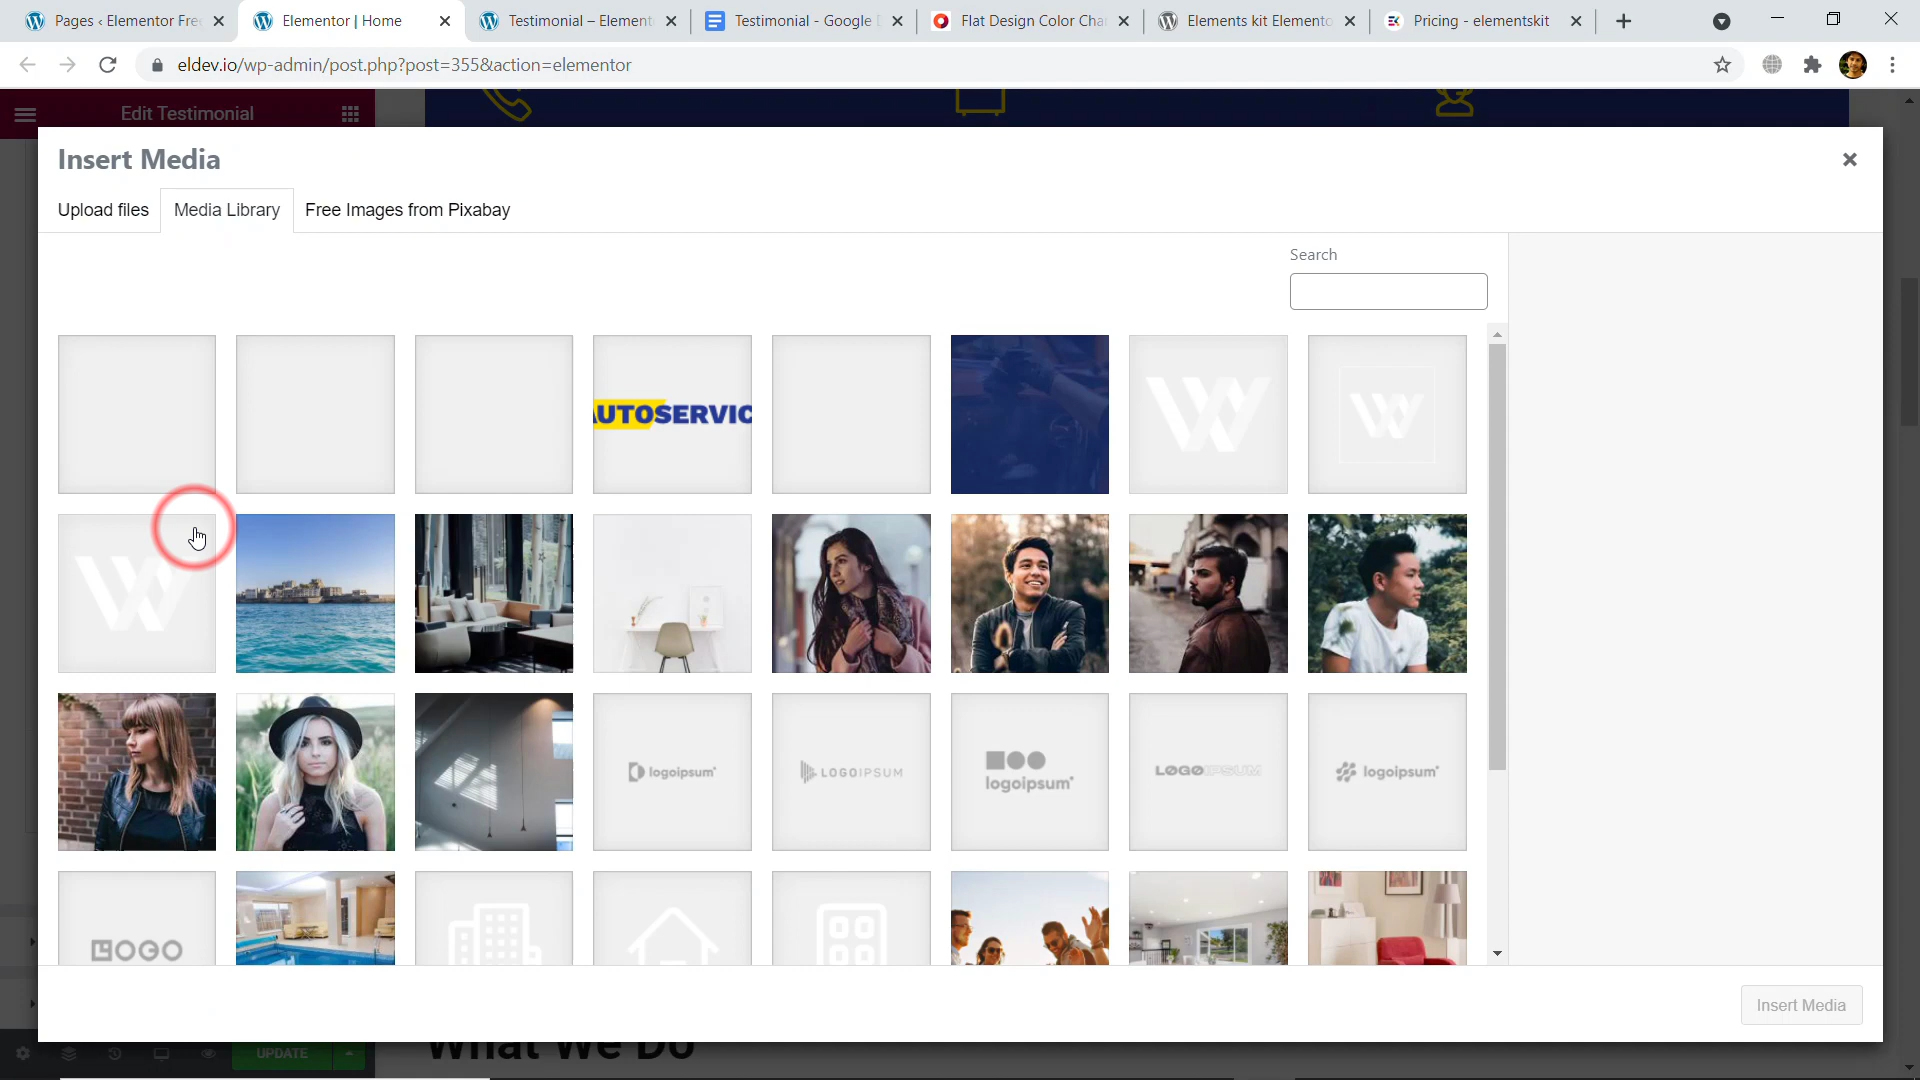 Pages ‹ Elementor Fre
Elementor | Home
Testimonial – Element
Testimonial - Google
Flat Design Color Cha
Elements kit Elemento
Pricing - elementskit
eldev.io/wp-admin/post.php?post=355&action=elementor
Edit Testimonial
Insert Media
Upload files
Media Library
Free Images from Pixabay
Search
AUTOSERVIC
logoipsum
LOGOIPSUM
logoipsum
LOGOIPSUM
logoipsum
LOGO
Insert Media
UPDATE
What We Do